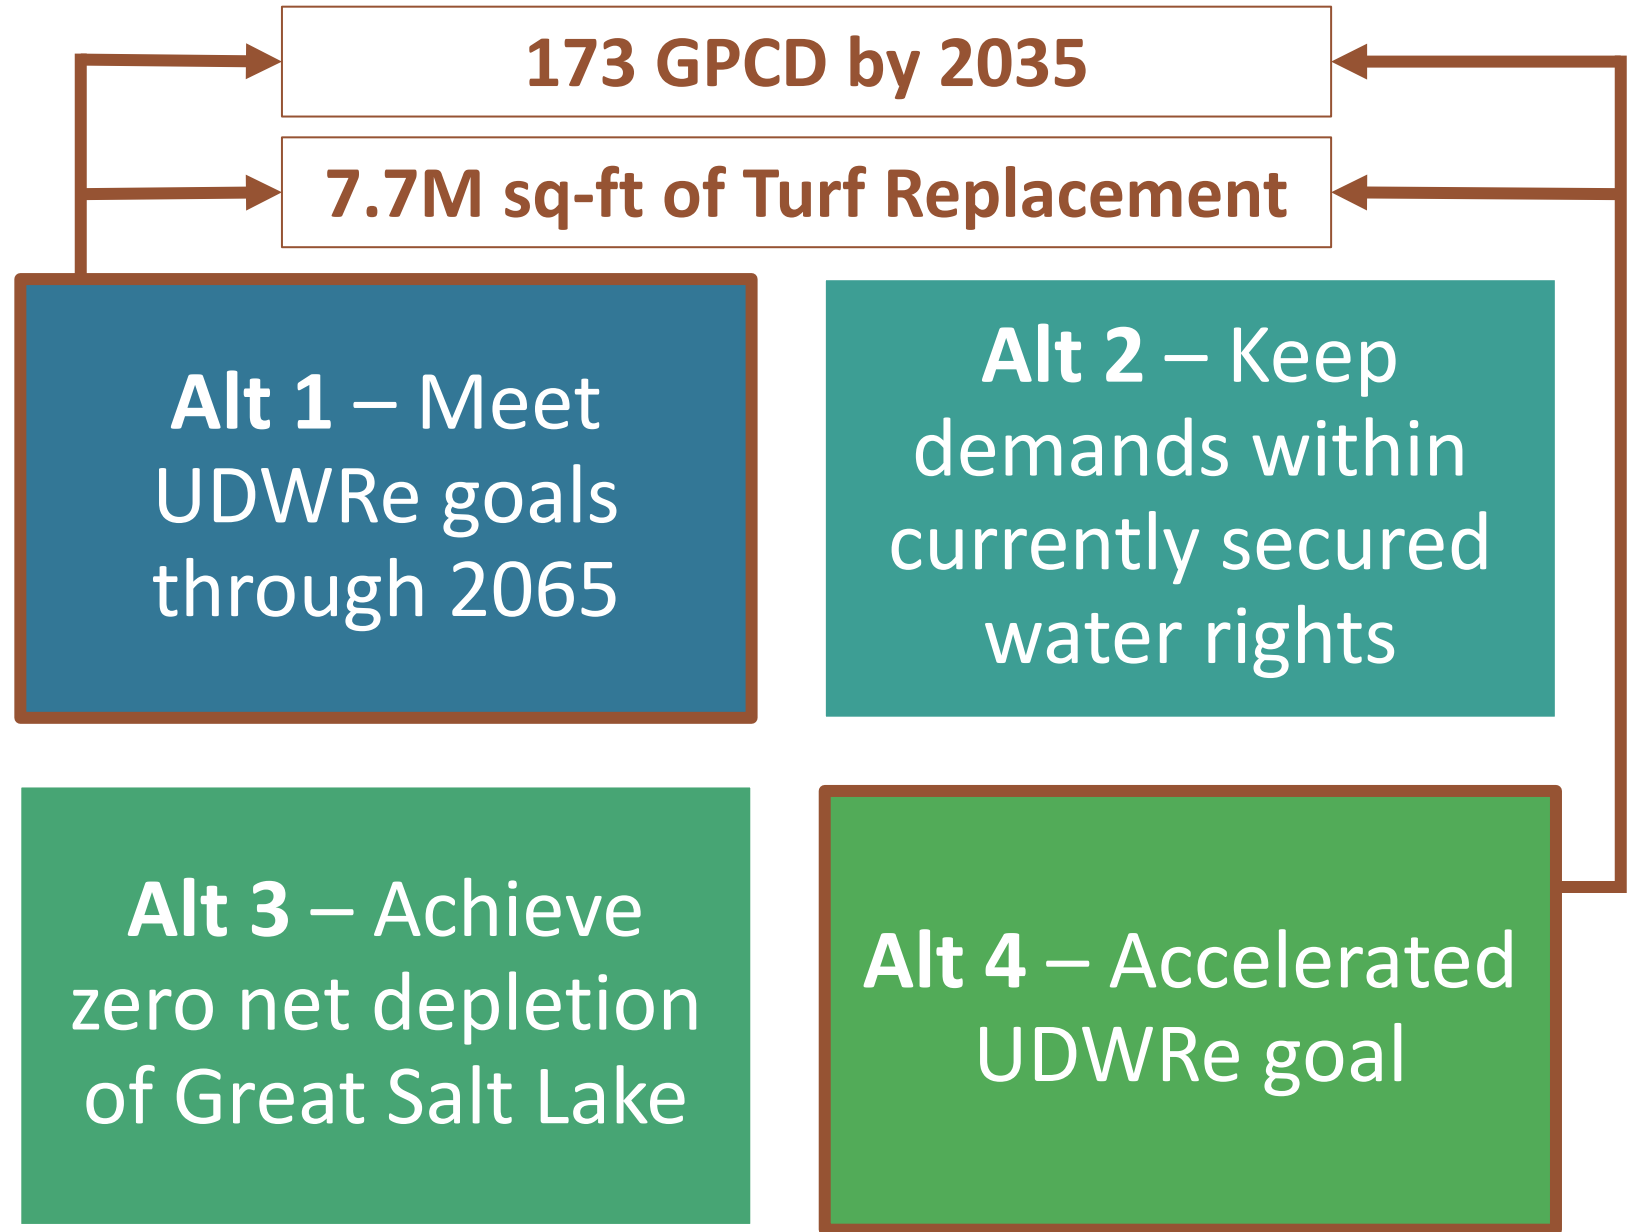 173 GPCD by 2035
7.7M sq-ft of Turf Replacement
Alt 1 – Meet
UDWRe goals
through 2065
Alt 2 – Keep
demands within
currently secured
water rights
Alt 3 – Achieve
zero net depletion
of Great Salt Lake
Alt 4 – Accelerated
UDWRe goal